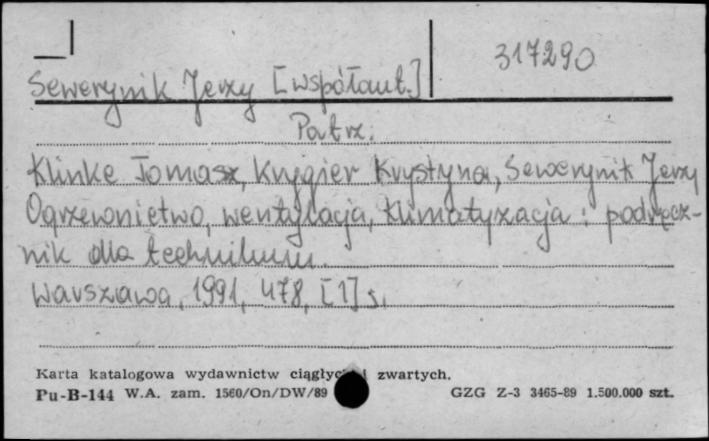 317290
Sewerynik Jerzy [współaut.]
Patrz:
Klinke Tomasz, Krygier Krystyna, Sewerynik Jerzy
Ogrzewnictwo, wentylacja, klimatyzacja : podręcz-
nik dla technikum.
Warszawa, 1991, 478, [1] s.
Karta katalogowa wydawnictw zwartych.
Pu-B-144 W.A. zam. 1560/On/DW/89 GZG Z-3 3465-89 1.500.000 szt.